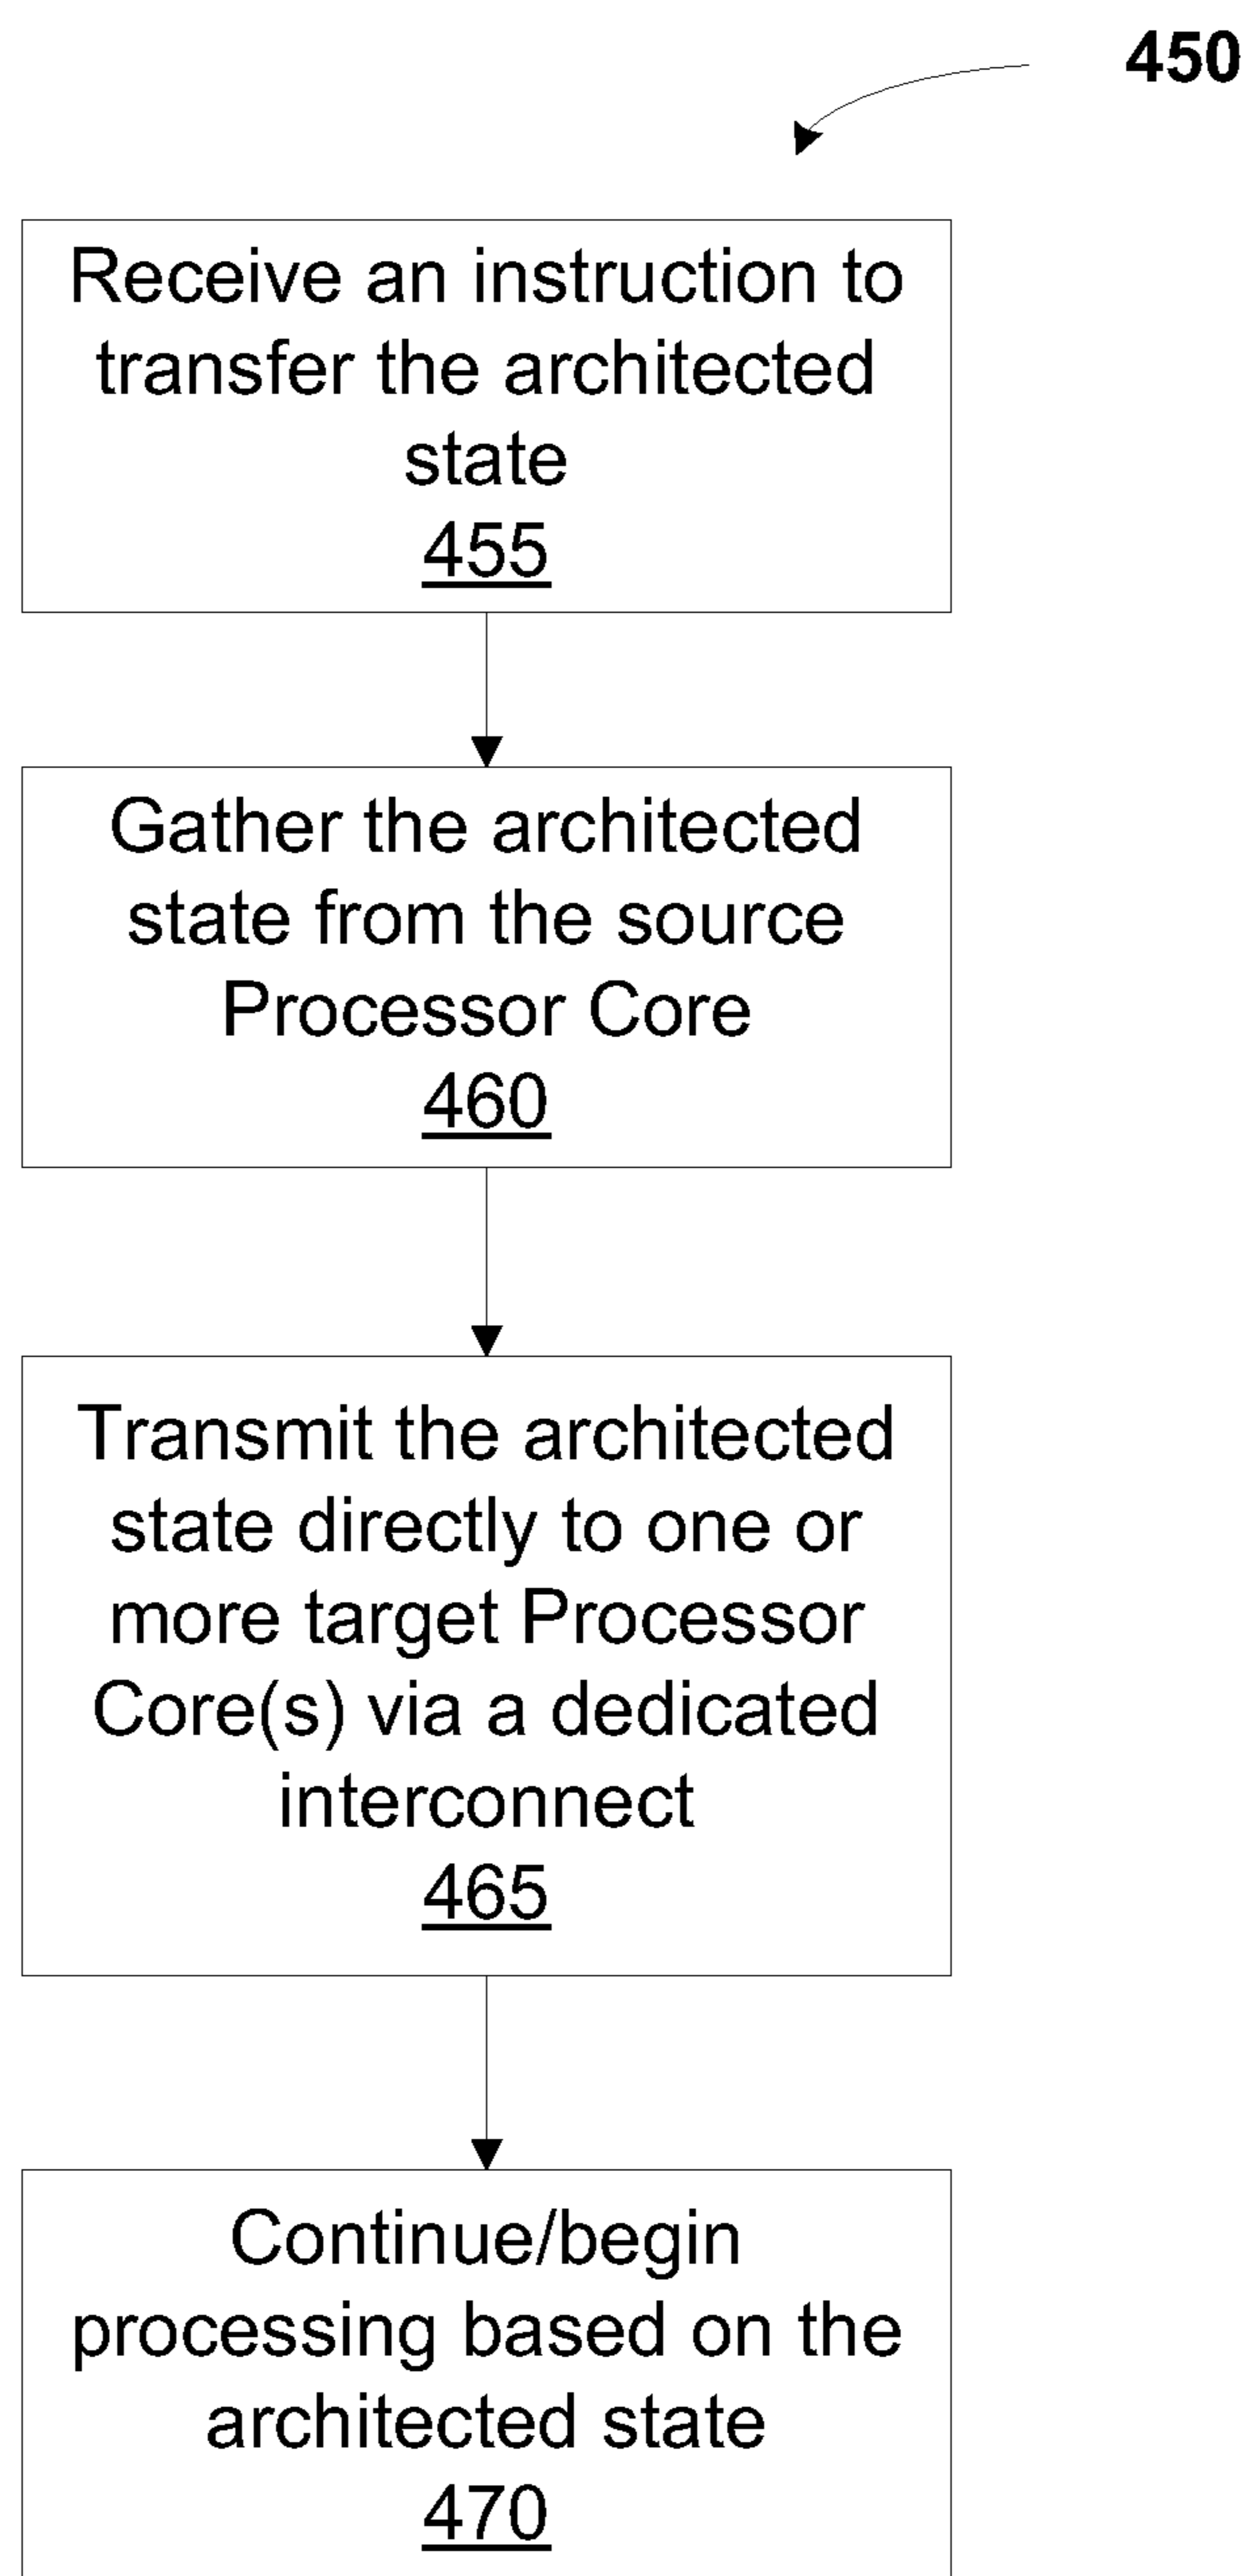 450
Receive an instruction to
transfer the architected
state
455
Gather the architected
state from the source
Processor Core
460
Transmit the architected
state directly to one or
more target Processor
Core(s) via a dedicated
interconnect
465
Continue/begin
processing based on the
architected state
470